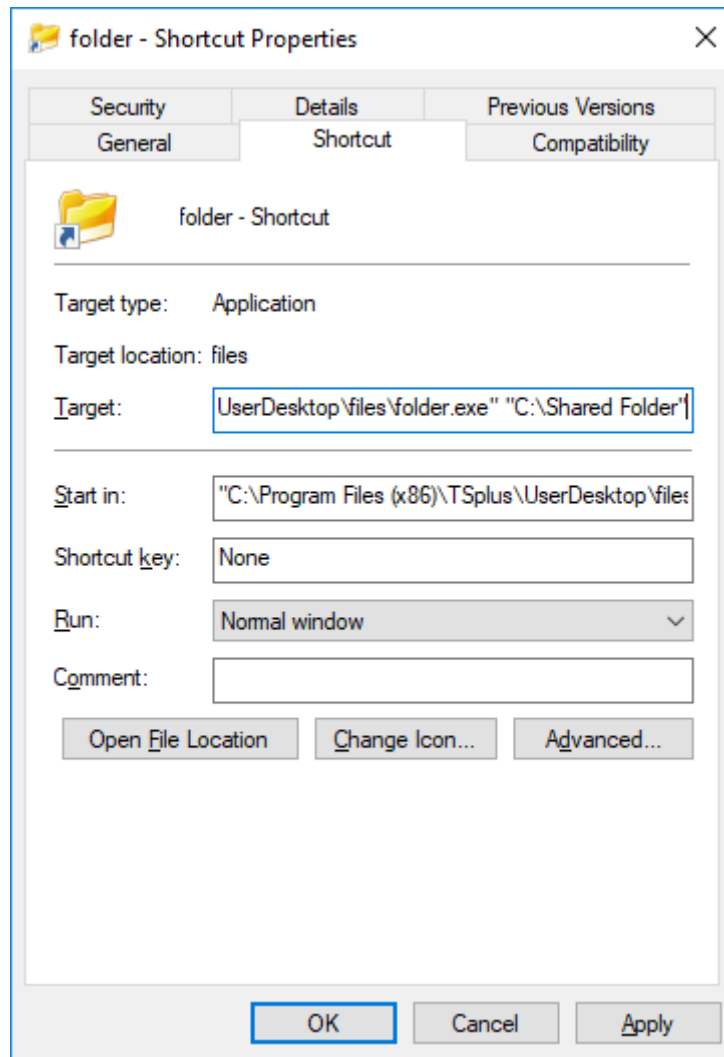 folder - Shortcut Properties
Security Details Previous Versions
General Shortcut Compatibility
folder - Shortcut
Target type: Application
Target location: files
Target: UserDesktop\files\folder.exe" "C:\Shared Folder"
Start in: "C:\Program Files (x86)\TSplus\UserDesktop\files
Shortcut key: None
Run: Normal window
Comment:
Open File Location Change Icon... Advanced...
OK Cancel Apply